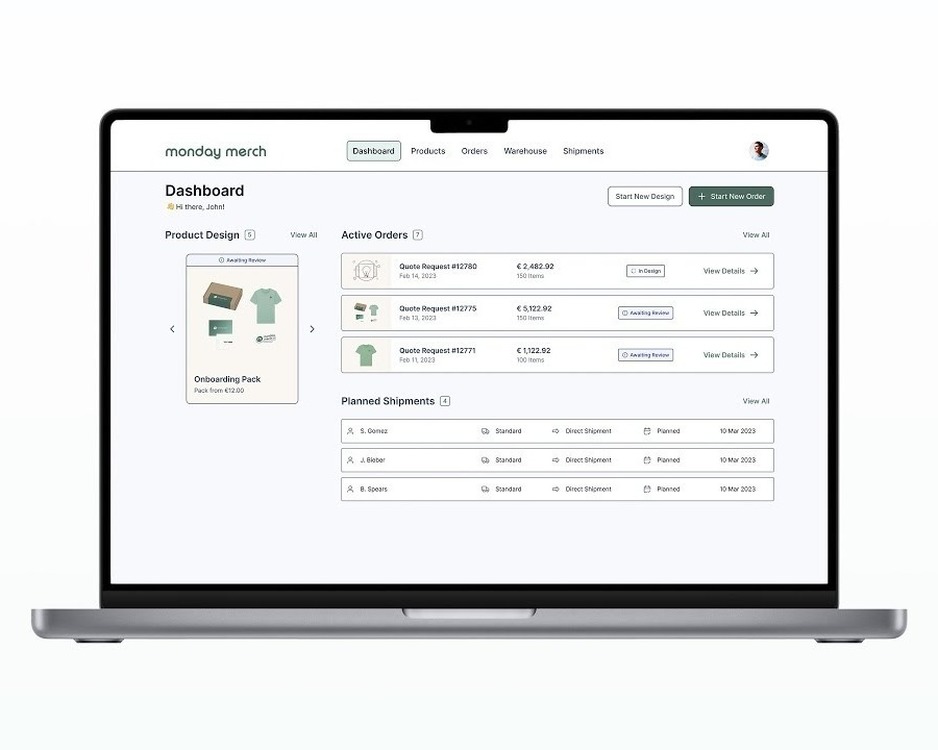 monday merch
Dashboard Products Orders Warehouse Shipments
Dashboard
👋 Hi there, John!
Start New Design
+ Start New Order
Product Design 5 View All
Awaiting Review
Onboarding Pack
Pack from €12.00
Active Orders 7 View All
Quote Request #12780 € 2,482.92 In Design View Details →
Feb 14, 2023 150 Items
Quote Request #12775 € 5,122.92 Awaiting Review View Details →
Feb 13, 2023 150 Items
Quote Request #12771 € 1,122.92 Awaiting Review View Details →
Feb 11, 2023 100 Items
Planned Shipments 4 View All
S. Gomez Standard Direct Shipment Planned 10 Mar 2023
J. Bieber Standard Direct Shipment Planned 10 Mar 2023
B. Spears Standard Direct Shipment Planned 10 Mar 2023